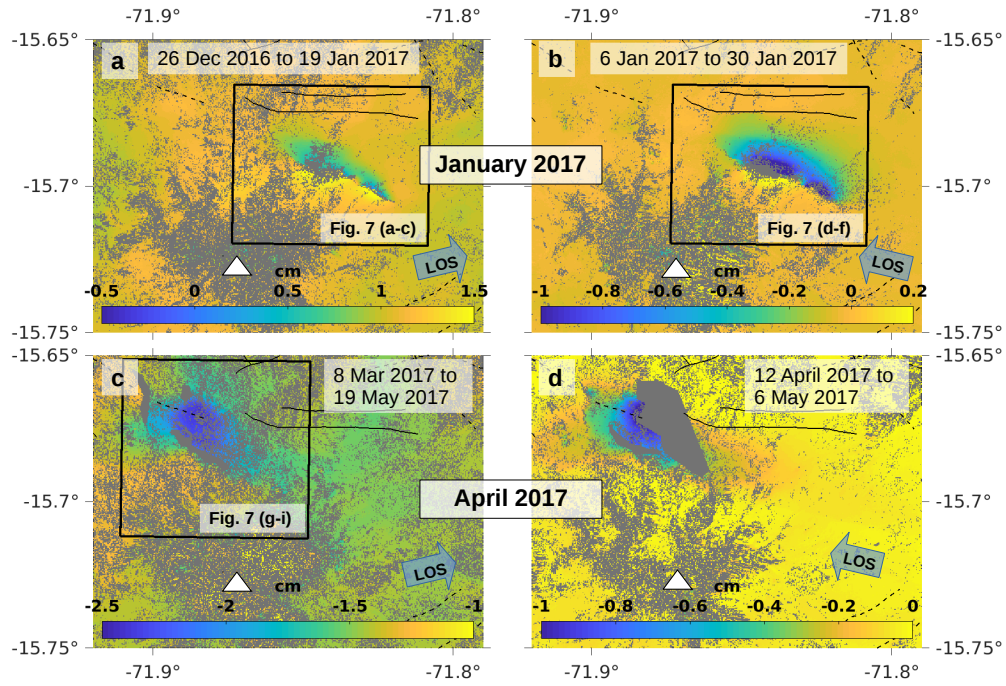 -71.9° -71.8° -71.9° -71.8°
-15.65° -15.65°
a 26 Dec 2016 to 19 Jan 2017
b 6 Jan 2017 to 30 Jan 2017
January 2017
-15.7° -15.7°
Fig. 7 (a-c)
Fig. 7 (d-f)
LOS LOS
cm cm
-0.5 0 0.5 1 1.5
-1 -0.8 -0.6 -0.4 -0.2 0 0.2
-15.75° -15.75°
-15.65° -15.65°
c 8 Mar 2017 to
19 May 2017
d 12 April 2017 to
6 May 2017
April 2017
-15.7° -15.7°
Fig. 7 (g-i)
LOS LOS
cm cm
-2.5 -2 -1.5 -1
-1 -0.8 -0.6 -0.4 -0.2 0
-15.75° -15.75°
-71.9° -71.8° -71.9° -71.8°